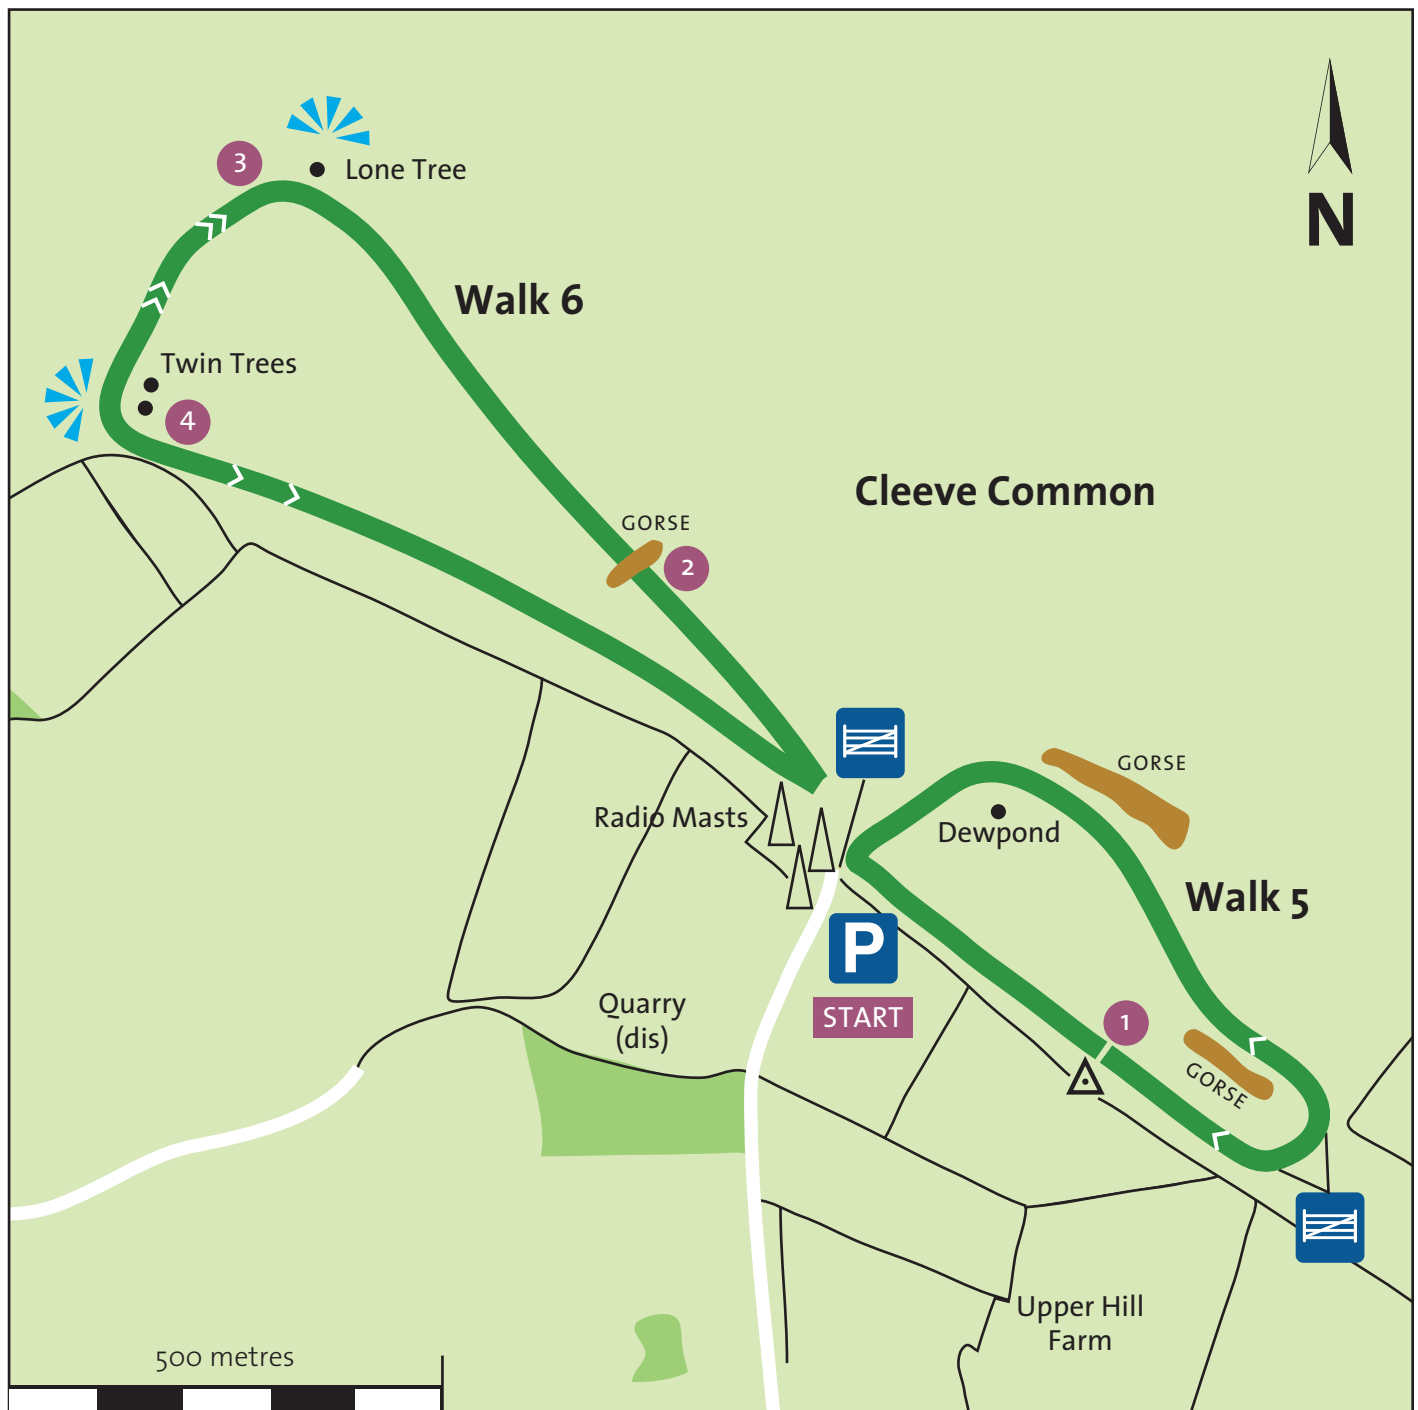 3
Lone Tree
N
Walk 6
Twin Trees
4
Cleeve Common
GORSE
2
GORSE
Radio Masts
Dewpond
Walk 5
P
START
Quarry
(dis)
1
GORSE
Upper Hill
Farm
500 metres